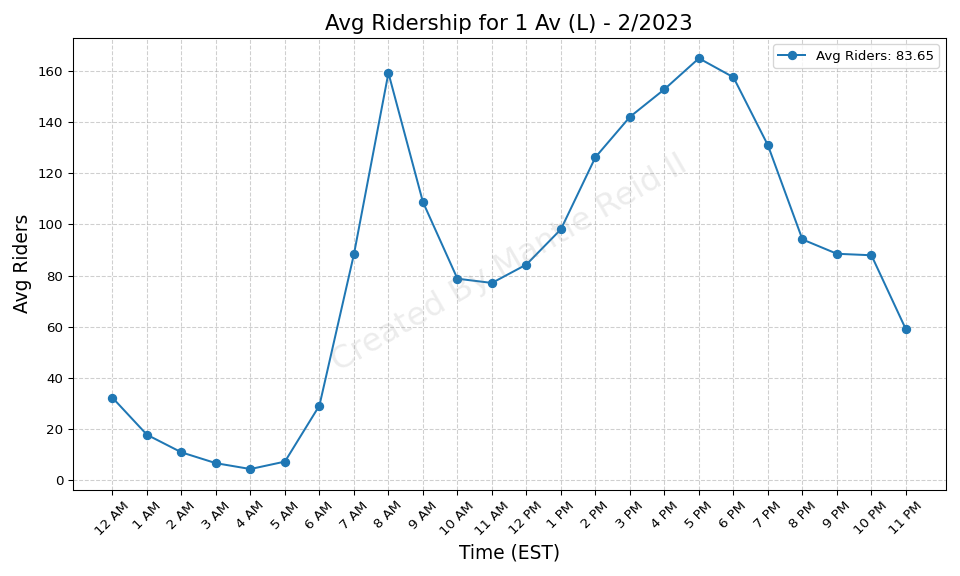 Avg Ridership for 1 Av (L) - 2/2023
Avg Riders: 83.65
160
140
120
100
80
60
40
20
0
Avg Riders
Created By Mantie Reid II
12 AM
1 AM
2 AM
3 AM
4 AM
5 AM
6 AM
7 AM
8 AM
9 AM
10 AM
11 AM
12 PM
1 PM
2 PM
3 PM
4 PM
5 PM
6 PM
7 PM
8 PM
9 PM
10 PM
11 PM
Time (EST)